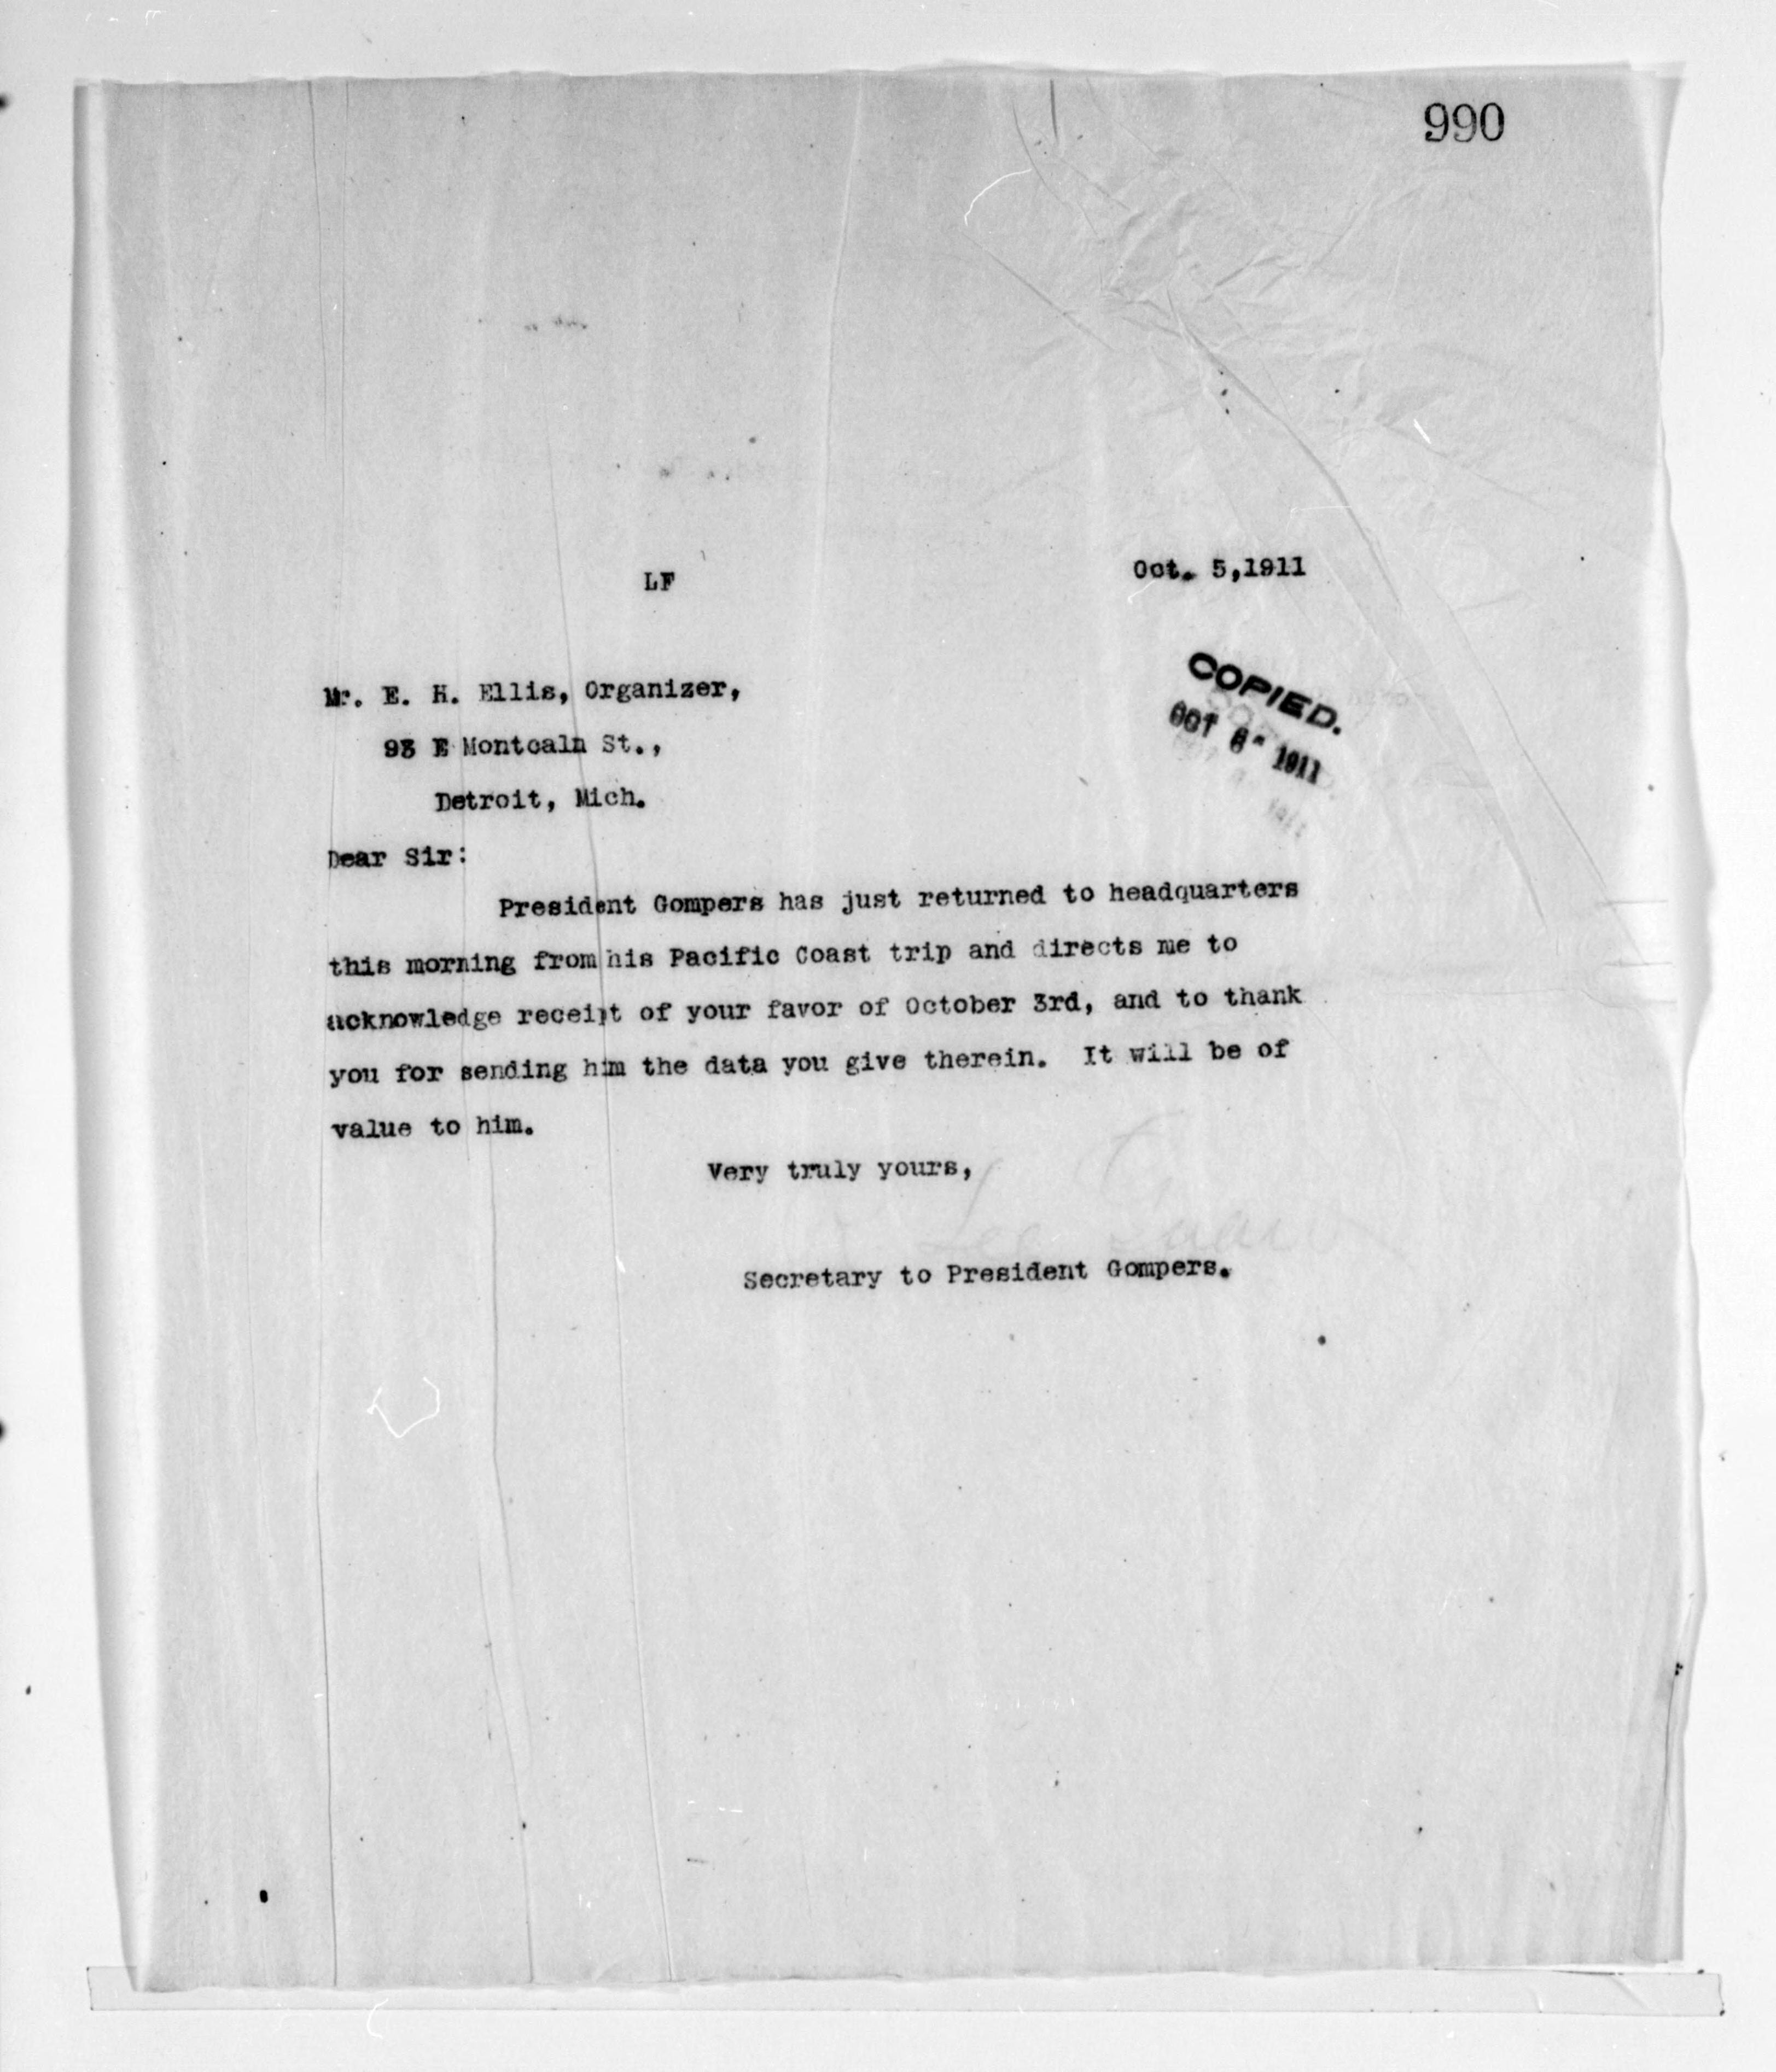 990
LF
Oct. 5,1911
COPIED.
OCT 6- 1911
Mr. E. H. Ellis, Organizer,
93 E Montcalm St.,
Detroit, Mich.
Dear Sir:
President Gompers has just returned to headquarters
this morning from his Pacific Coast trip and directs me to
acknowledge receipt of your favor of October 3rd, and to thank
you for sending him the data you give therein. It will be of
value to him.
Very truly yours,
Secretary to President Gompers.